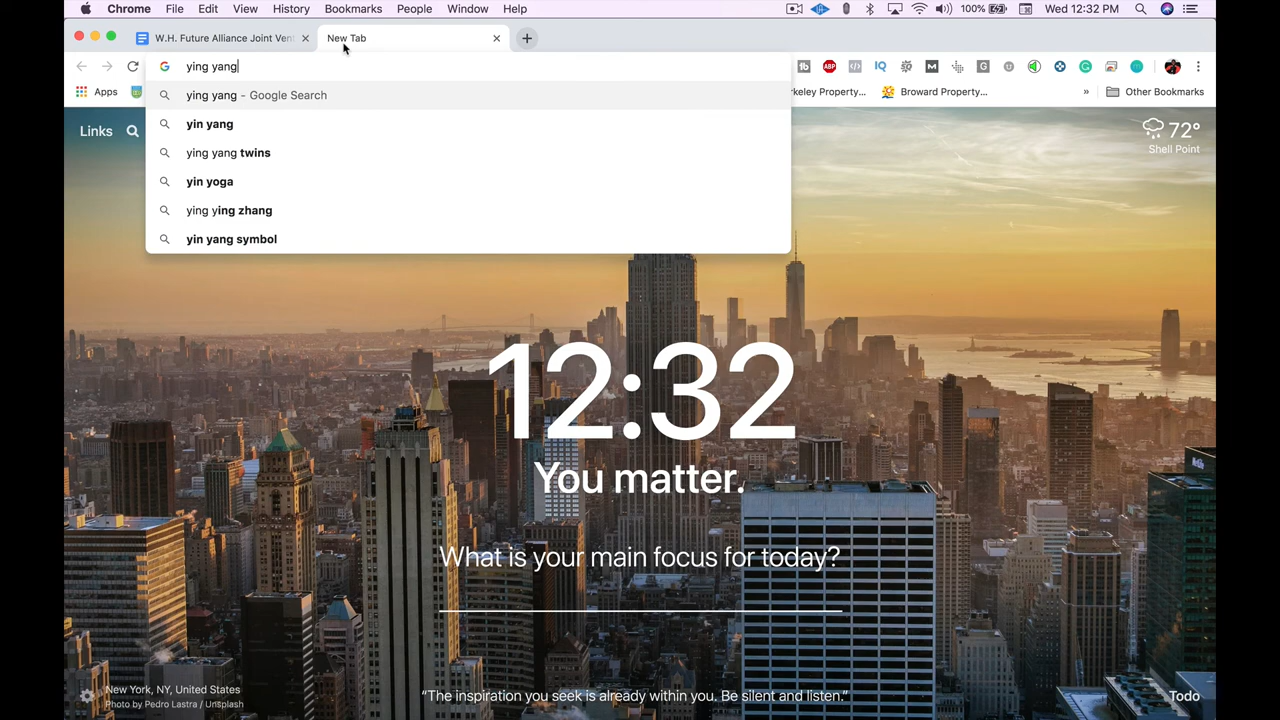 Chrome File Edit View History Bookmarks People Window Help 100% Wed 12:32 PM
W.H. Future Alliance Joint Vent New Tab
ying yang
Apps rkeley Property... Broward Property... » Other Bookmarks
ying yang - Google Search
yin yang
ying yang twins
yin yoga
ying ying zhang
yin yang symbol
Links
72°
Shell Point
12:32
You matter.
What is your main focus for today?
New York, NY, United States
Photo by Pedro Lastra / Unsplash
“The inspiration you seek is already within you. Be silent and listen.”
Todo